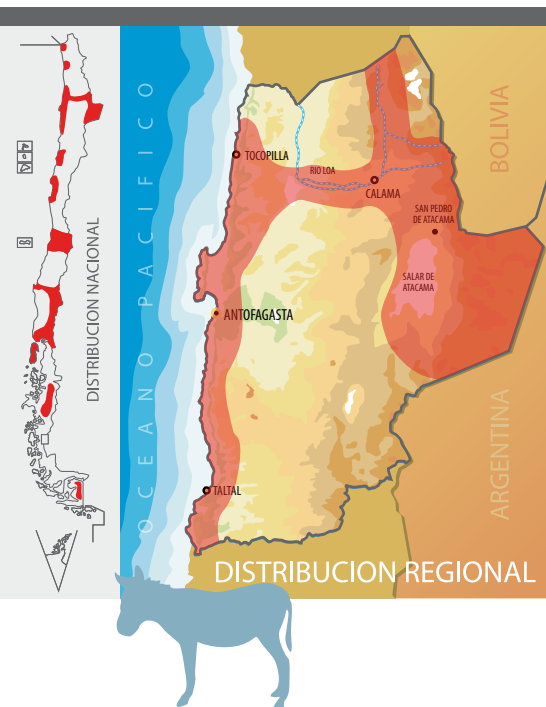 OCEANO PACIFICO
DISTRIBUCION NACIONAL
TOCOPILLA
RIO LOA
CALAMA
SAN PEDRO
DE ATACAMA
SALAR DE
ATACAMA
ANTOFAGASTA
TALTAL
BOLIVIA
ARGENTINA
DISTRIBUCION REGIONAL